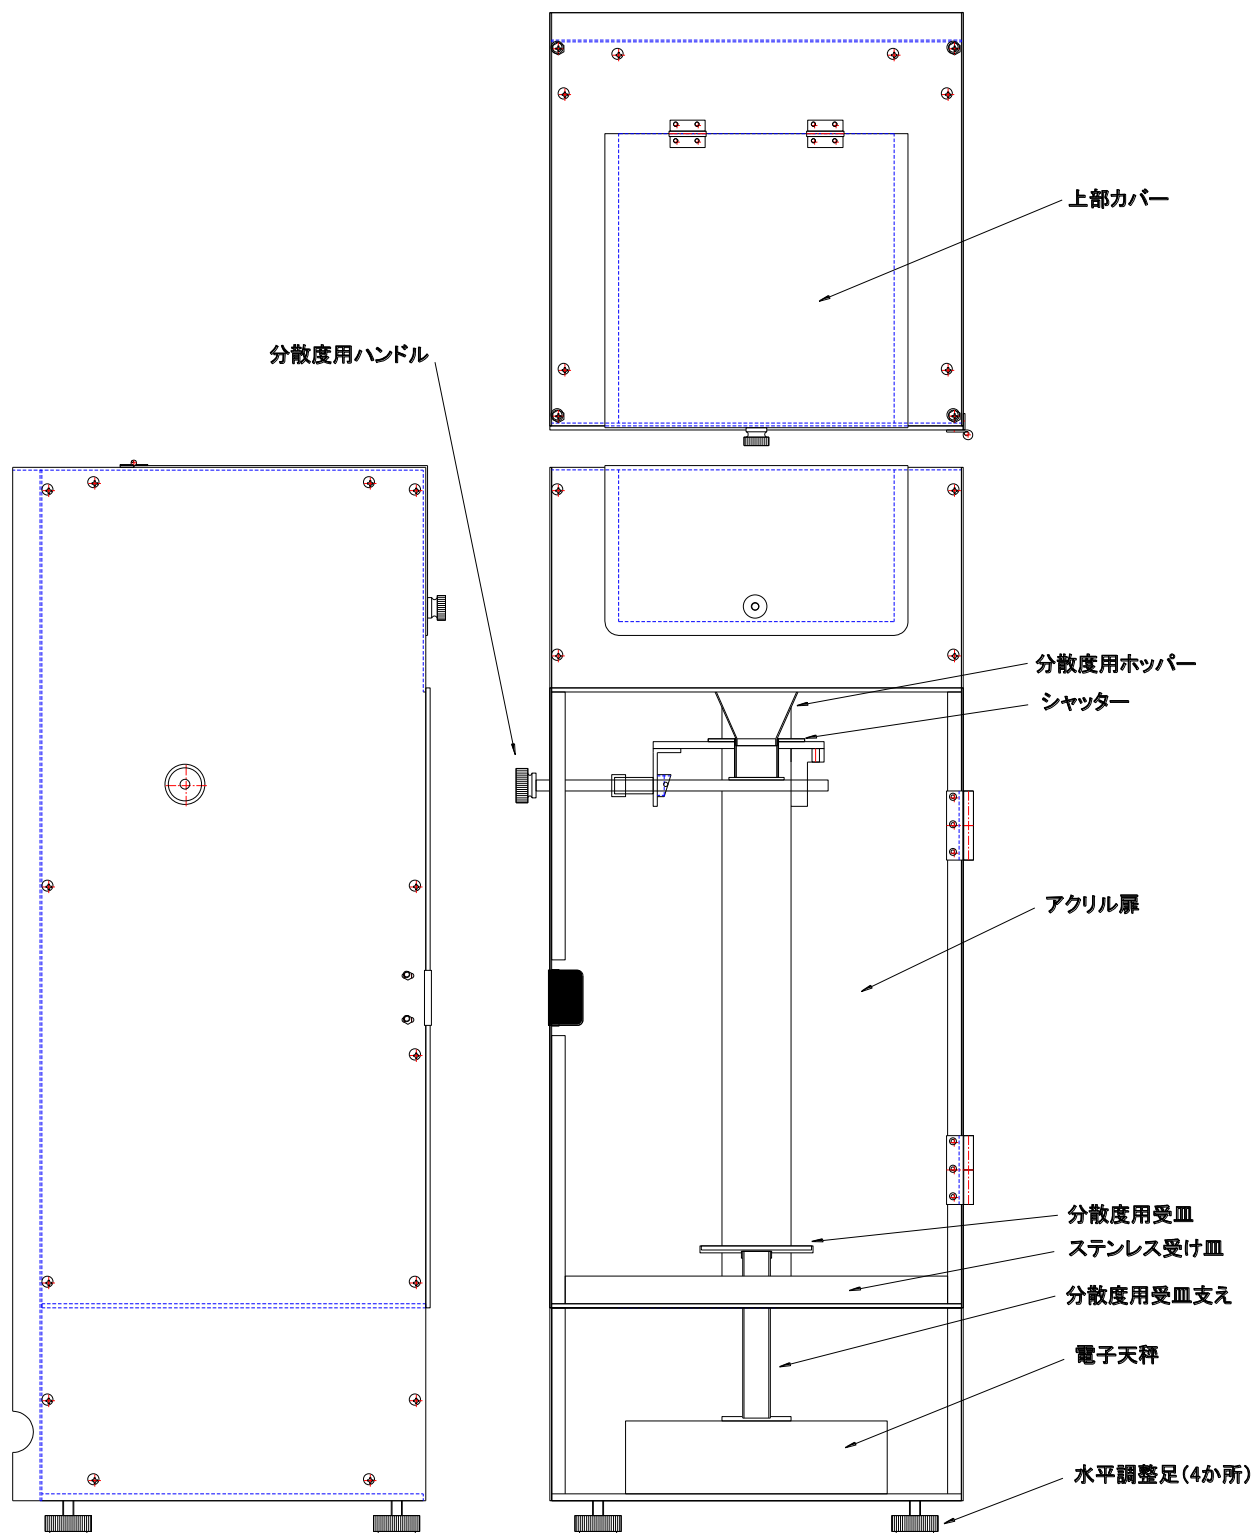 上部カバー
分散度用ハンドル
分散度用ホッパー
シャッター
アクリル扉
分散度用受皿
ステンレス受け皿
分散度用受皿支え
電子天秤
水平調整足(4か所)